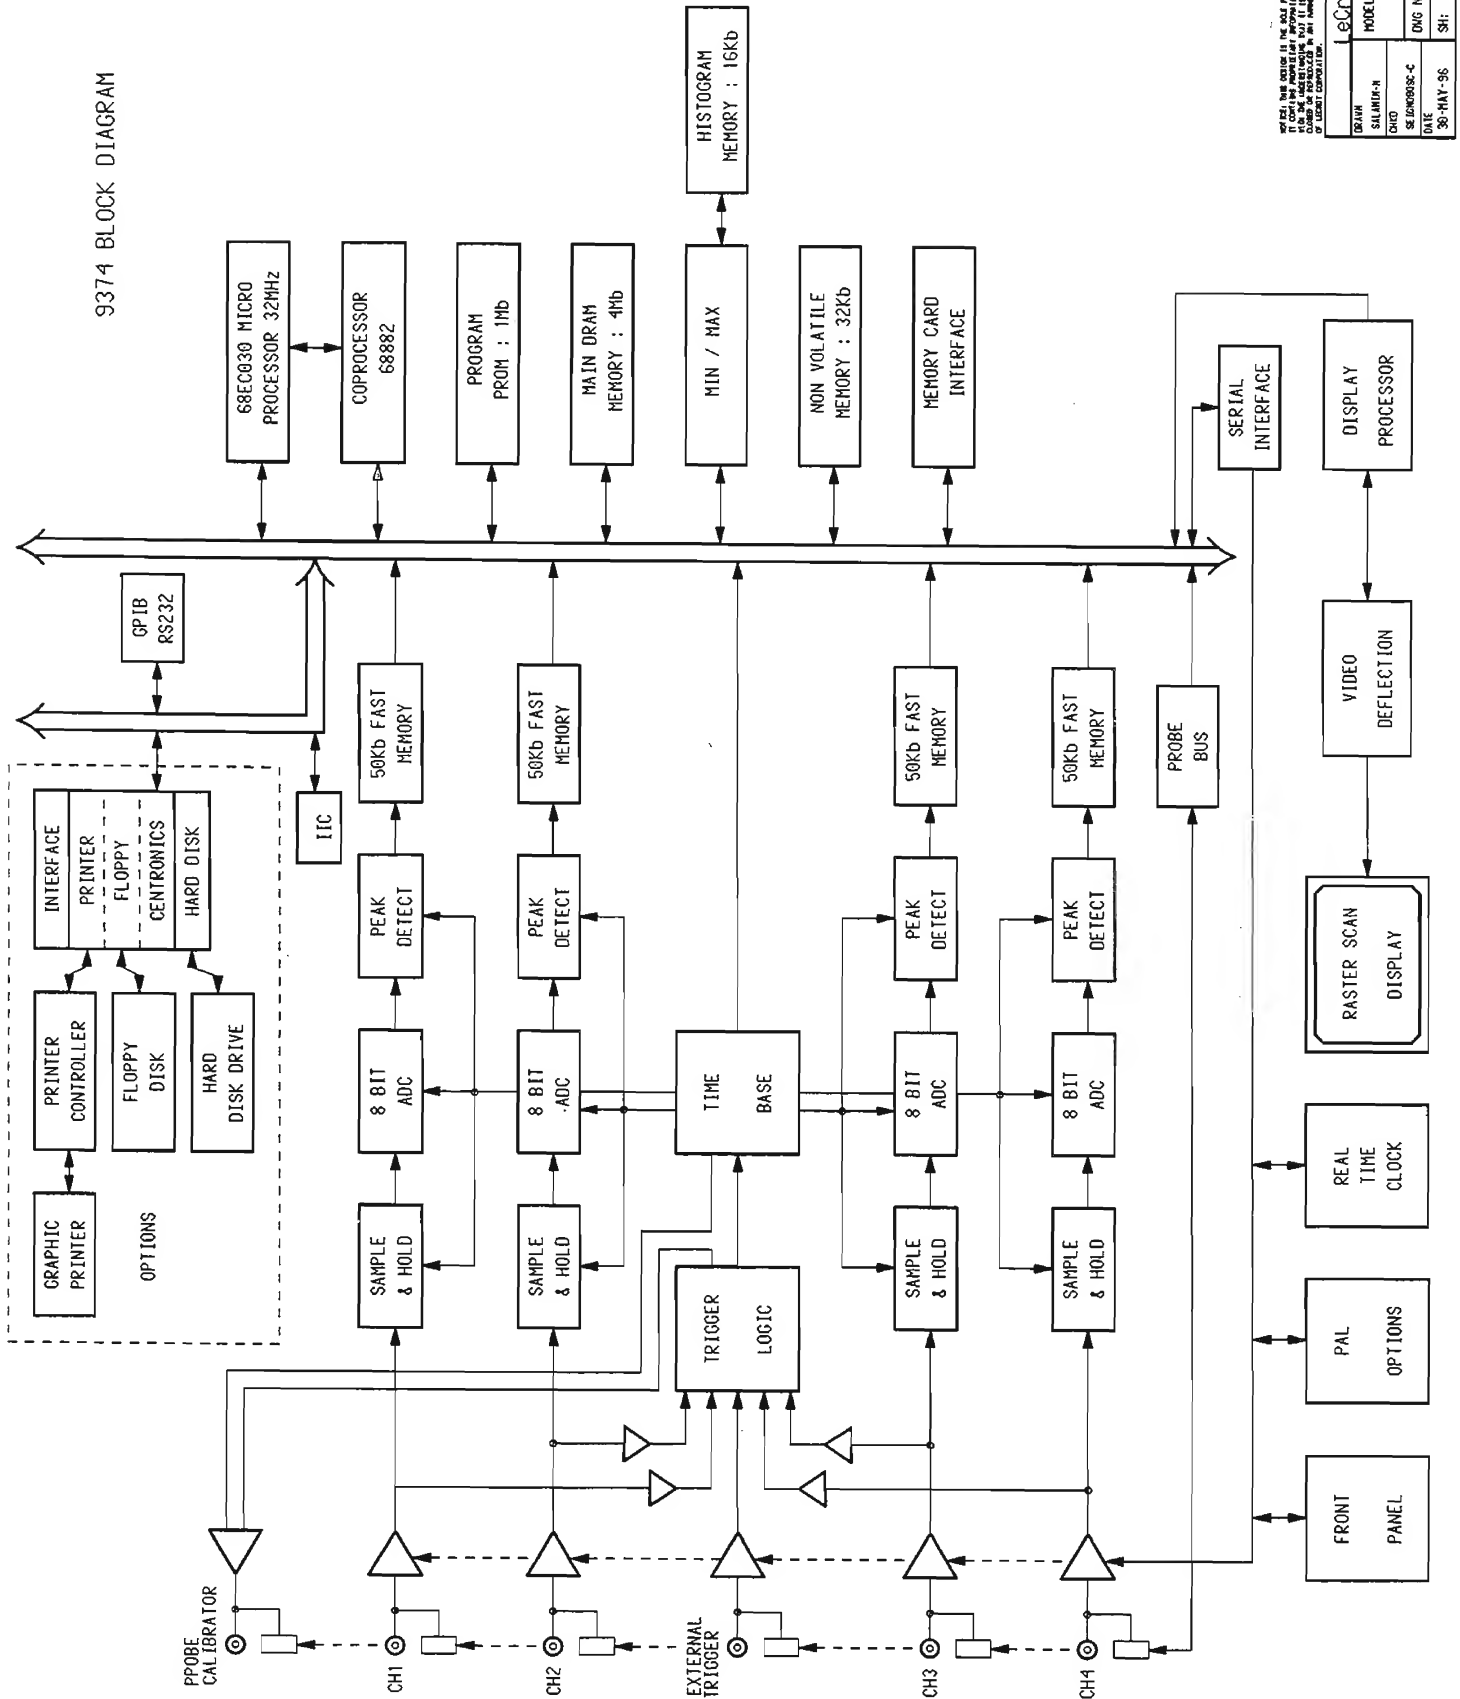 9374 BLOCK DIAGRAM
GRAPHIC
PRINTER
PRINTER
CONTROLLER
FLOPPY
DISK
HARD
DISK DRIVE
INTERFACE
PRINTER
FLOPPY
CENTRONICS
HARD DISK
OPTIONS
GPIB
RS232
IIC
68EC030 MICRO
PROCESSOR 32MHz
COPROCESSOR
68882
PROGRAM
PROM : 1Mb
MAIN DRAM
MEMORY : 4Mb
MIN / MAX
HISTOGRAM
MEMORY : 16Kb
NON VOLATILE
MEMORY : 32Kb
MEMORY CARD
INTERFACE
PPOBE
CALIBRATOR
CH1
SAMPLE
& HOLD
8 BIT
ADC
PEAK
DETECT
50Kb FAST
MEMORY
CH2
SAMPLE
& HOLD
8 BIT
ADC
PEAK
DETECT
50Kb FAST
MEMORY
EXTERNAL
TRIGGER
TRIGGER
LOGIC
TIME
BASE
CH3
SAMPLE
& HOLD
8 BIT
ADC
PEAK
DETECT
50Kb FAST
MEMORY
CH4
SAMPLE
& HOLD
8 BIT
ADC
PEAK
DETECT
50Kb FAST
MEMORY
PROBE
BUS
SERIAL
INTERFACE
FRONT
PANEL
PAL
OPTIONS
REAL
TIME
CLOCK
RASTER SCAN
DISPLAY
VIDEO
DEFLECTION
DISPLAY
PROCESSOR
OF LECROY CORPORATION.
LeCr
DRAWN
SALAMIN-N
MODEL
CHKD
DWG N
DATE
30-MAY-96
SH: